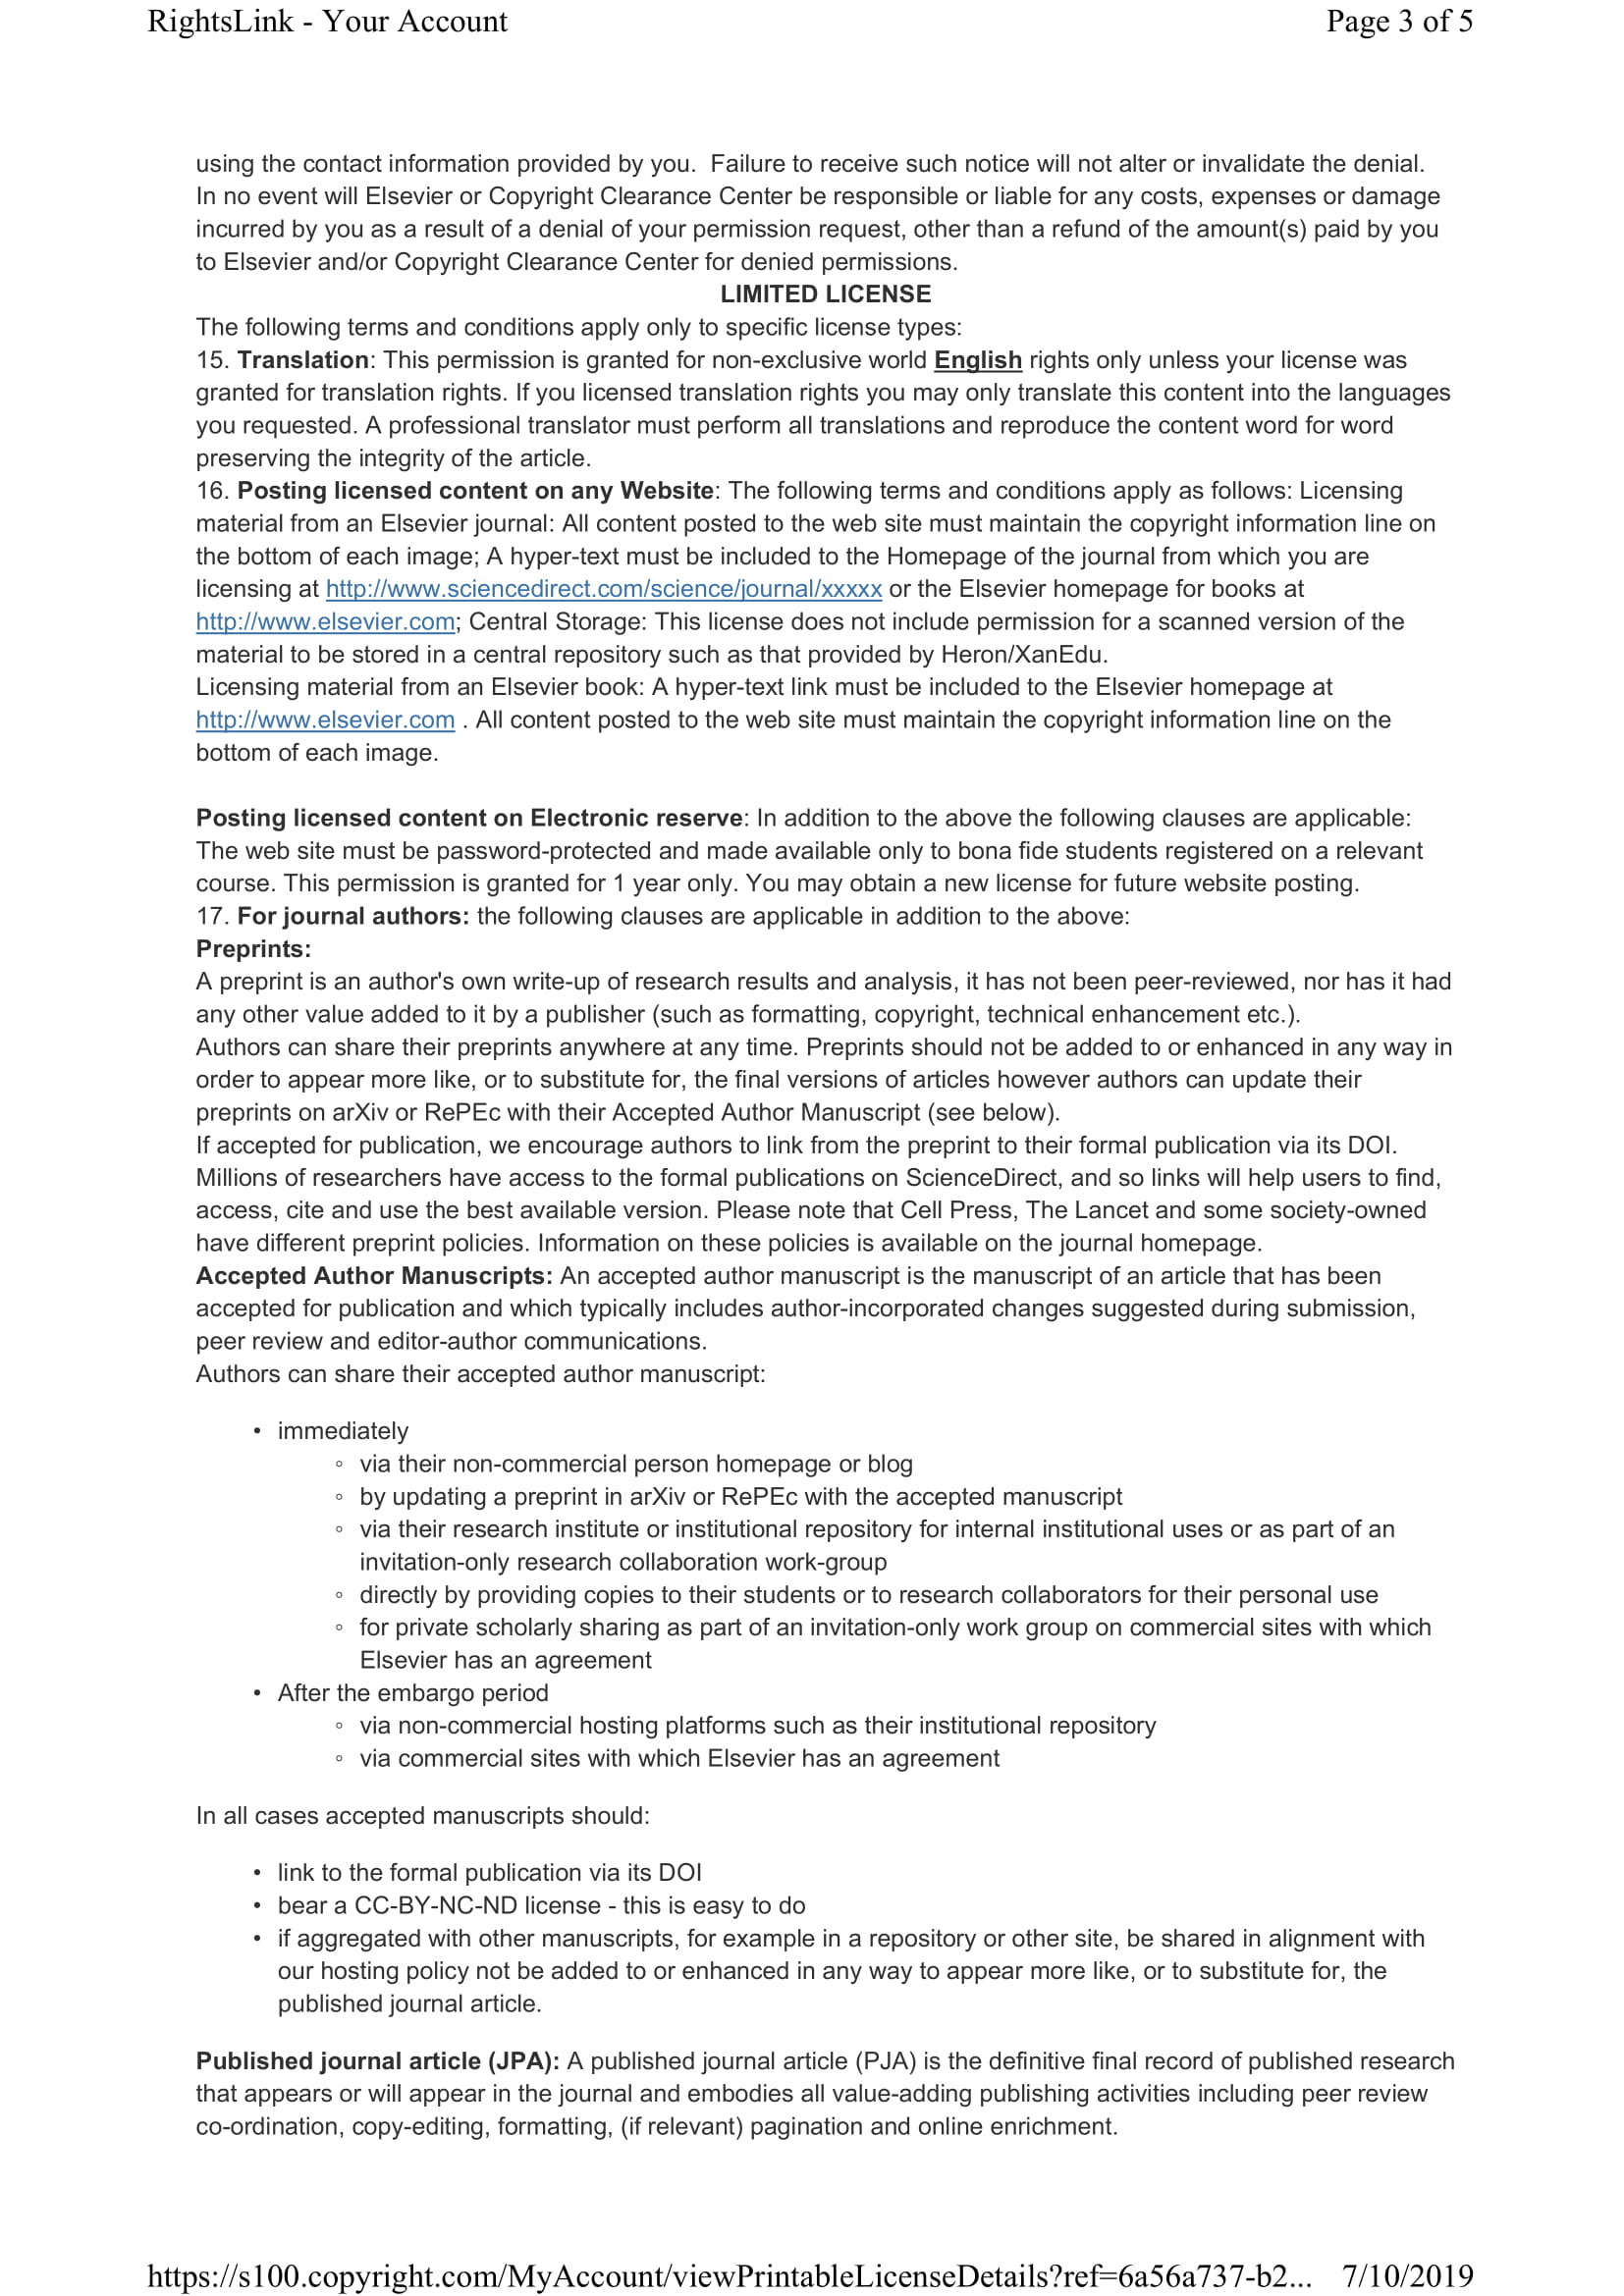 RightsLink - Your Account Page 3 of 5
using the contact information provided by you.  Failure to receive such notice will not alter or invalidate the denial.
In no event will Elsevier or Copyright Clearance Center be responsible or liable for any costs, expenses or damage
incurred by you as a result of a denial of your permission request, other than a refund of the amount(s) paid by you
to Elsevier and/or Copyright Clearance Center for denied permissions.
LIMITED LICENSE
The following terms and conditions apply only to specific license types:
15. Translation: This permission is granted for non-exclusive world English rights only unless your license was
granted for translation rights. If you licensed translation rights you may only translate this content into the languages
you requested. A professional translator must perform all translations and reproduce the content word for word
preserving the integrity of the article.
16. Posting licensed content on any Website: The following terms and conditions apply as follows: Licensing
material from an Elsevier journal: All content posted to the web site must maintain the copyright information line on
the bottom of each image; A hyper-text must be included to the Homepage of the journal from which you are
licensing at http://www.sciencedirect.com/science/journal/xxxxx or the Elsevier homepage for books at
http://www.elsevier.com; Central Storage: This license does not include permission for a scanned version of the
material to be stored in a central repository such as that provided by Heron/XanEdu.
Licensing material from an Elsevier book: A hyper-text link must be included to the Elsevier homepage at
http://www.elsevier.com . All content posted to the web site must maintain the copyright information line on the
bottom of each image.
Posting licensed content on Electronic reserve: In addition to the above the following clauses are applicable:
The web site must be password-protected and made available only to bona fide students registered on a relevant
course. This permission is granted for 1 year only. You may obtain a new license for future website posting.
17. For journal authors: the following clauses are applicable in addition to the above:
Preprints:
A preprint is an author's own write-up of research results and analysis, it has not been peer-reviewed, nor has it had
any other value added to it by a publisher (such as formatting, copyright, technical enhancement etc.).
Authors can share their preprints anywhere at any time. Preprints should not be added to or enhanced in any way in
order to appear more like, or to substitute for, the final versions of articles however authors can update their
preprints on arXiv or RePEc with their Accepted Author Manuscript (see below).
If accepted for publication, we encourage authors to link from the preprint to their formal publication via its DOI.
Millions of researchers have access to the formal publications on ScienceDirect, and so links will help users to find,
access, cite and use the best available version. Please note that Cell Press, The Lancet and some society-owned
have different preprint policies. Information on these policies is available on the journal homepage.
Accepted Author Manuscripts: An accepted author manuscript is the manuscript of an article that has been
accepted for publication and which typically includes author-incorporated changes suggested during submission,
peer review and editor-author communications.
Authors can share their accepted author manuscript:
• immediately
◦ via their non-commercial person homepage or blog
◦ by updating a preprint in arXiv or RePEc with the accepted manuscript
◦ via their research institute or institutional repository for internal institutional uses or as part of an
invitation-only research collaboration work-group
◦ directly by providing copies to their students or to research collaborators for their personal use
◦ for private scholarly sharing as part of an invitation-only work group on commercial sites with which
Elsevier has an agreement
• After the embargo period
◦ via non-commercial hosting platforms such as their institutional repository
◦ via commercial sites with which Elsevier has an agreement
In all cases accepted manuscripts should:
• link to the formal publication via its DOI
• bear a CC-BY-NC-ND license - this is easy to do
• if aggregated with other manuscripts, for example in a repository or other site, be shared in alignment with
our hosting policy not be added to or enhanced in any way to appear more like, or to substitute for, the
published journal article.
Published journal article (JPA): A published journal article (PJA) is the definitive final record of published research
that appears or will appear in the journal and embodies all value-adding publishing activities including peer review
co-ordination, copy-editing, formatting, (if relevant) pagination and online enrichment.
https://s100.copyright.com/MyAccount/viewPrintableLicenseDetails?ref=6a56a737-b2... 7/10/2019